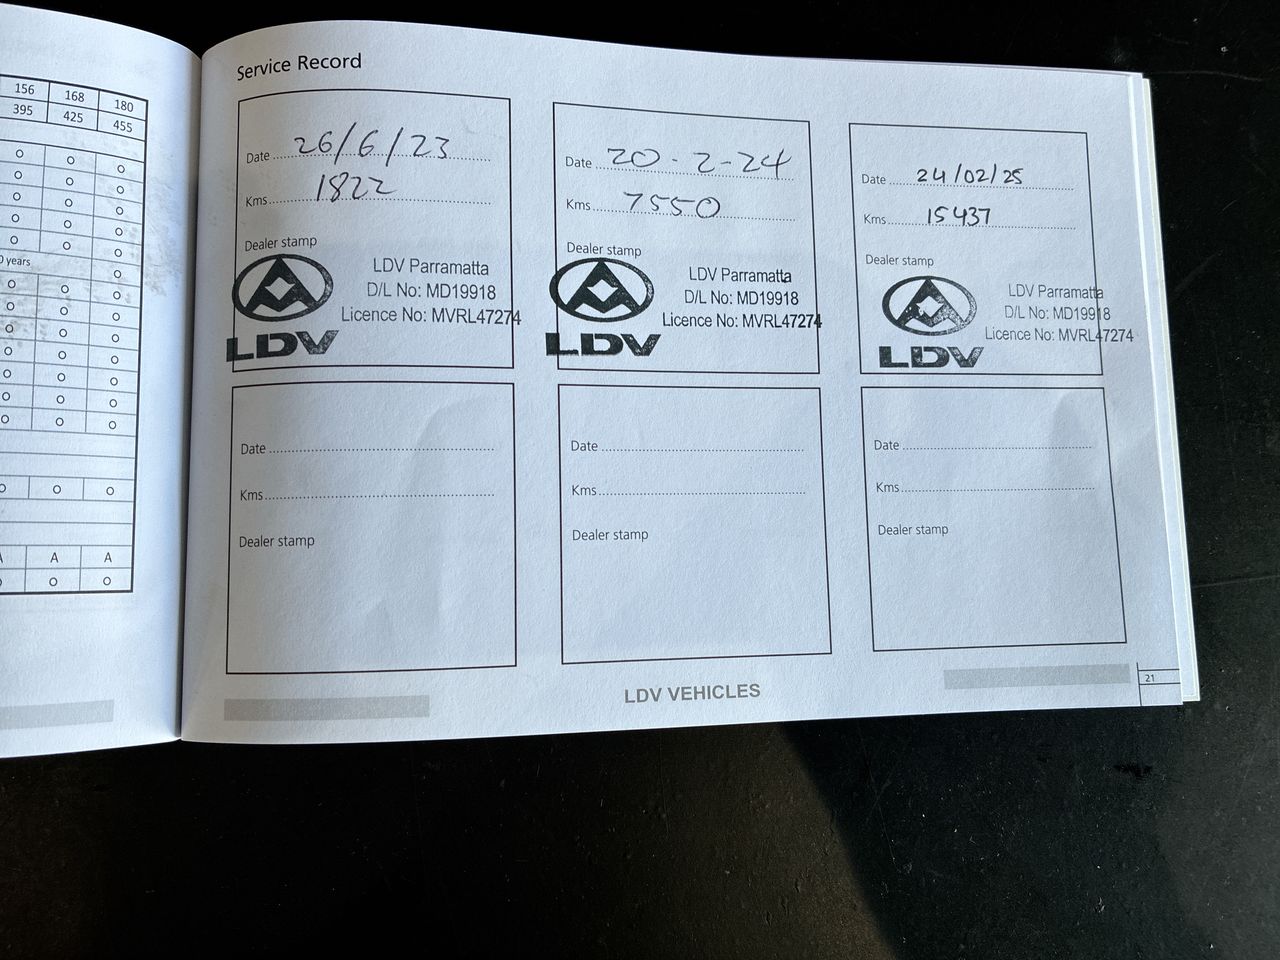 156 168 180
395 425 455
O O O
O O O
O O O
O O O
O O O
0 years
O
O O O
O O O
O O O
O O O
O O O
O O O
O O O
O O O
A A A
O O O
Service Record
Date 26/6/23
Kms 1822
Dealer stamp
LDV Parramatta
D/L No: MD19918
Licence No: MVRL47274
LDV
Date 20-2-24
Kms 7550
Dealer stamp
LDV Parramatta
D/L No: MD19918
Licence No: MVRL47274
LDV
Date 24/02/25
Kms 15437
Dealer stamp
LDV Parramatta
D/L No: MD19918
Licence No: MVRL47274
LDV
Date
Kms
Dealer stamp
Date
Kms
Dealer stamp
Date
Kms
Dealer stamp
LDV VEHICLES
21